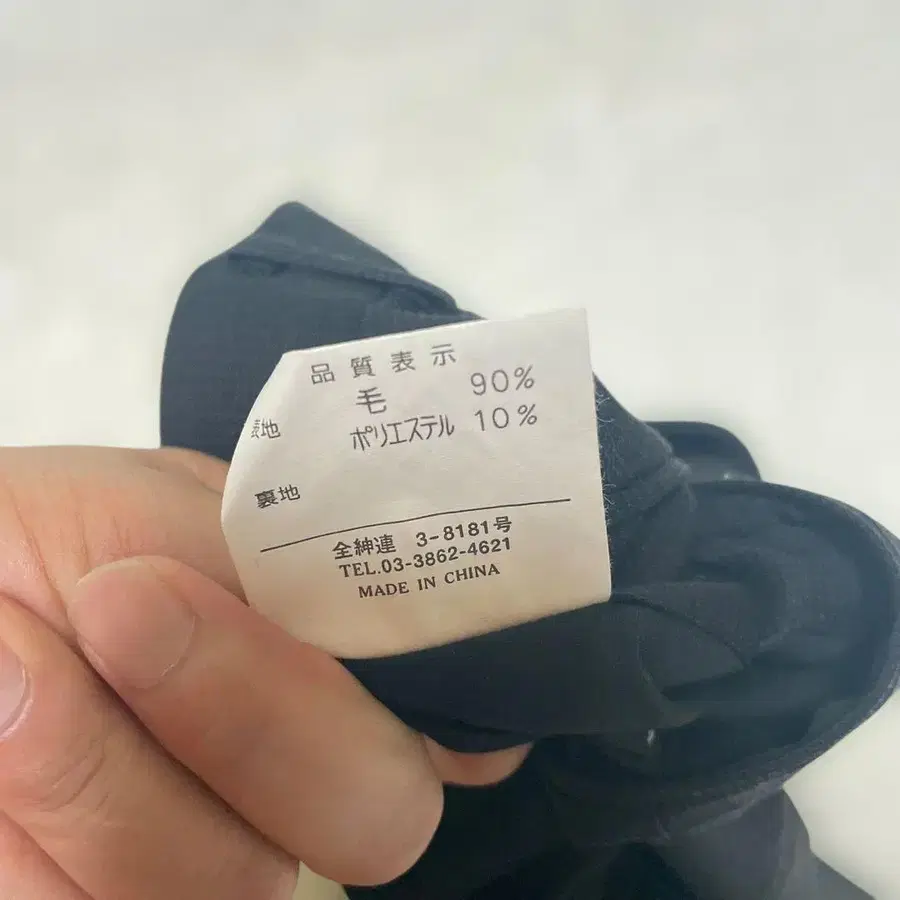 品質表示
毛 90%
表地 ポリエステル 10%
裏地
全紳連 3-8181号
TEL.03-3862-4621
MADE IN CHINA